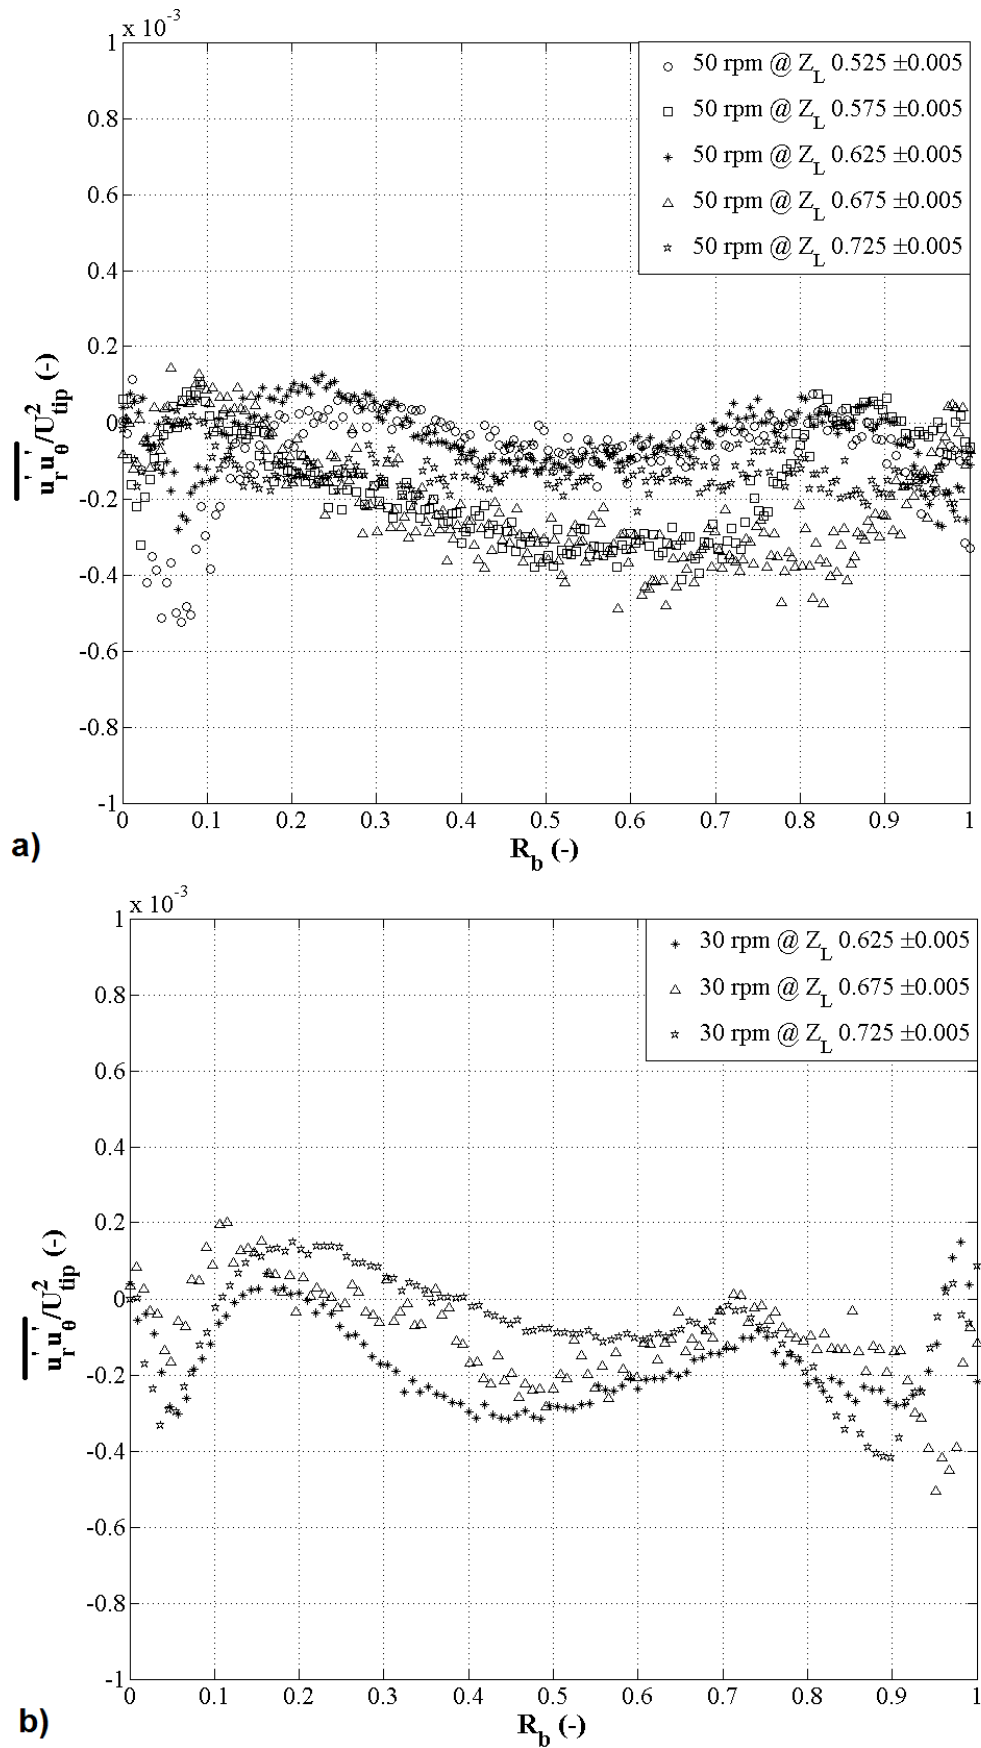 x 10⁻³
1
0.8
0.6
0.4
0.2
0
-0.2
-0.4
-0.6
-0.8
-1
u'ᵣu'_θ/U²_tip (-)
○ 50 rpm @ Z_L 0.525 ±0.005
□ 50 rpm @ Z_L 0.575 ±0.005
* 50 rpm @ Z_L 0.625 ±0.005
△ 50 rpm @ Z_L 0.675 ±0.005
☆ 50 rpm @ Z_L 0.725 ±0.005
0 0.1 0.2 0.3 0.4 0.5 0.6 0.7 0.8 0.9 1
R_b (-)
a)
x 10⁻³
1
0.8
0.6
0.4
0.2
0
-0.2
-0.4
-0.6
-0.8
-1
u'ᵣu'_θ/U²_tip (-)
* 30 rpm @ Z_L 0.625 ±0.005
△ 30 rpm @ Z_L 0.675 ±0.005
☆ 30 rpm @ Z_L 0.725 ±0.005
0 0.1 0.2 0.3 0.4 0.5 0.6 0.7 0.8 0.9 1
R_b (-)
b)